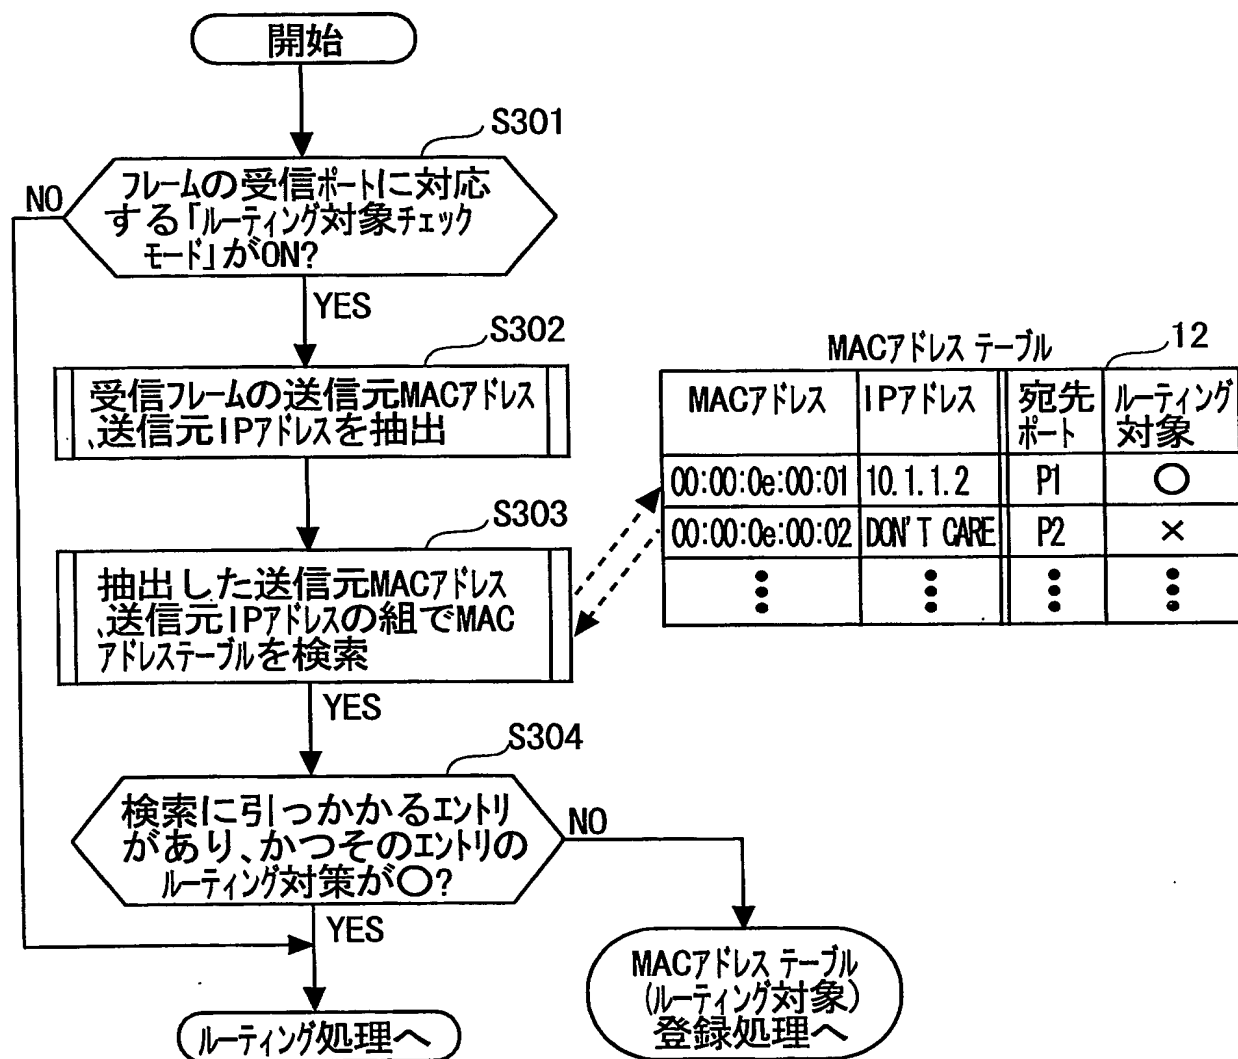 開始
S301
フレームの受信ポートに対応
する「ルーティング対象チェック
モード」がON?
NO
YES
S302
受信フレームの送信元MACアドレス
、送信元IPアドレスを抽出
S303
抽出した送信元MACアドレス
、送信元IPアドレスの組でMAC
アドレステーブルを検索
YES
S304
検索に引っかかるエントリ
があり、かつそのエントリの
ルーティング対策が○?
NO
YES
ルーティング処理へ
MACアドレス テーブル
(ルーティング対象)
登録処理へ
MACアドレス テーブル
12
MACアドレス IPアドレス 宛先ポート ルーティング対象
00:00:0e:00:01 10.1.1.2 P1 ○
00:00:0e:00:02 DON'T CARE P2 ×